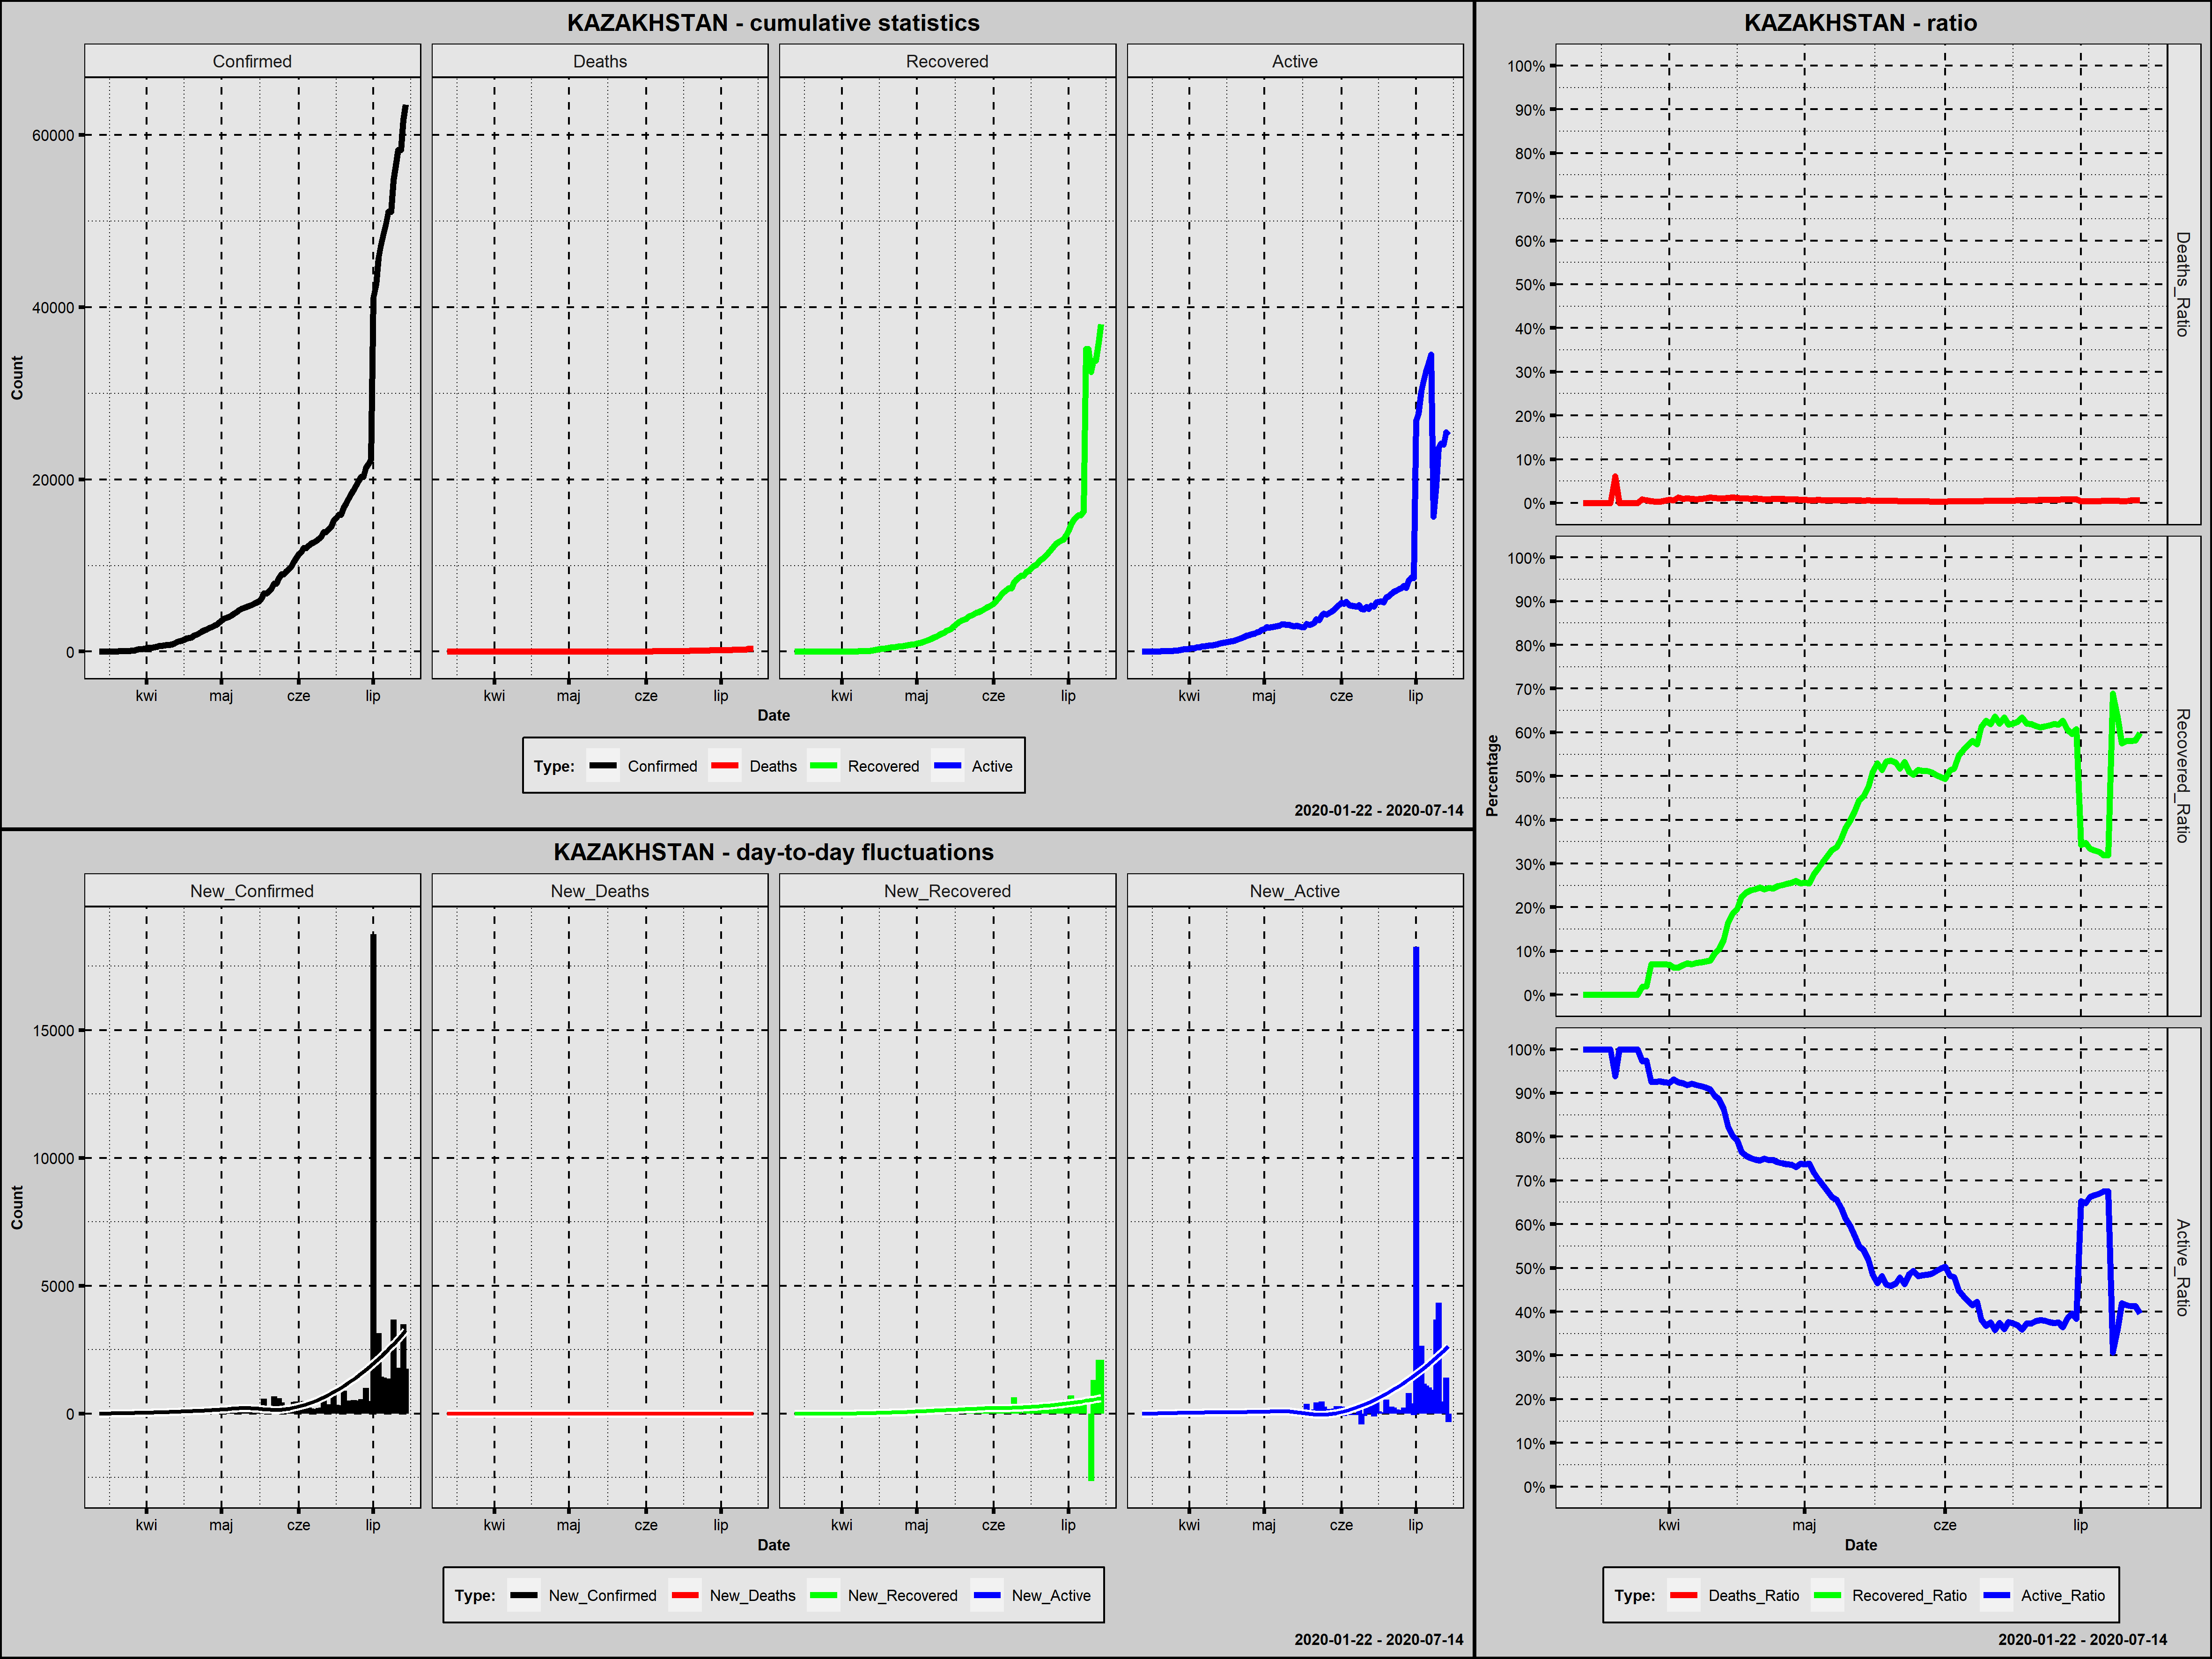 KAZAKHSTAN - cumulative statistics
Confirmed Deaths Recovered Active
Count
60000
40000
20000
0
kwi maj cze lip kwi maj cze lip kwi maj cze lip kwi maj cze lip
Date
Type: Confirmed Deaths Recovered Active
2020-01-22 - 2020-07-14
KAZAKHSTAN - day-to-day fluctuations
New_Confirmed New_Deaths New_Recovered New_Active
Count
15000
10000
5000
0
kwi maj cze lip kwi maj cze lip kwi maj cze lip kwi maj cze lip
Date
Type: New_Confirmed New_Deaths New_Recovered New_Active
2020-01-22 - 2020-07-14
KAZAKHSTAN - ratio
Percentage
100%
90%
80%
70%
60%
50%
40%
30%
20%
10%
0%
Deaths_Ratio
100%
90%
80%
70%
60%
50%
40%
30%
20%
10%
0%
Recovered_Ratio
100%
90%
80%
70%
60%
50%
40%
30%
20%
10%
0%
Active_Ratio
kwi maj cze lip
Date
Type: Deaths_Ratio Recovered_Ratio Active_Ratio
2020-01-22 - 2020-07-14